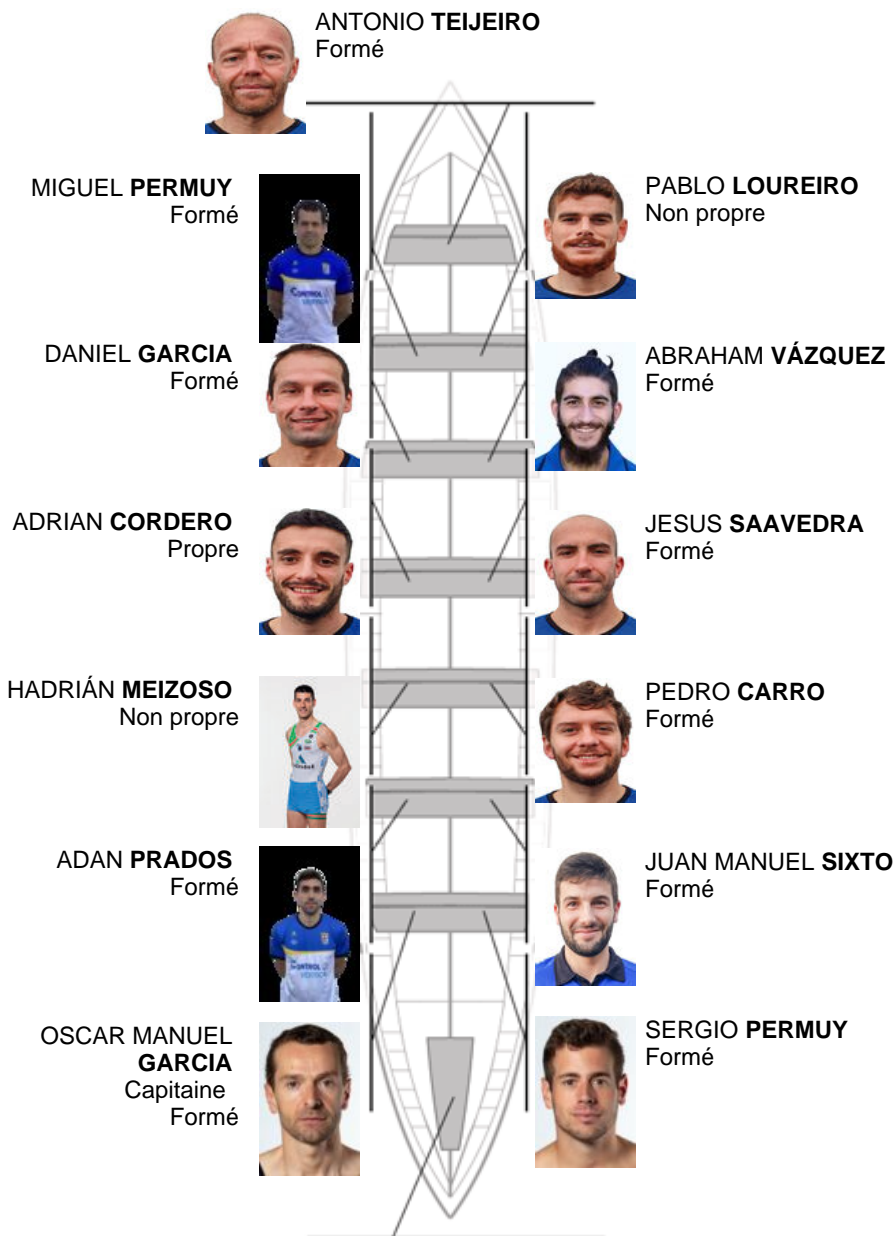 ANTONIO TEIJEIRO
Formé
MIGUEL PERMUY
Formé
PABLO LOUREIRO
Non propre
DANIEL GARCIA
Formé
ABRAHAM VÁZQUEZ
Formé
ADRIAN CORDERO
Propre
JESUS SAAVEDRA
Formé
HADRIÁN MEIZOSO
Non propre
PEDRO CARRO
Formé
ADAN PRADOS
Formé
JUAN MANUEL SIXTO
Formé
OSCAR MANUEL
GARCIA
Capitaine
Formé
SERGIO PERMUY
Formé